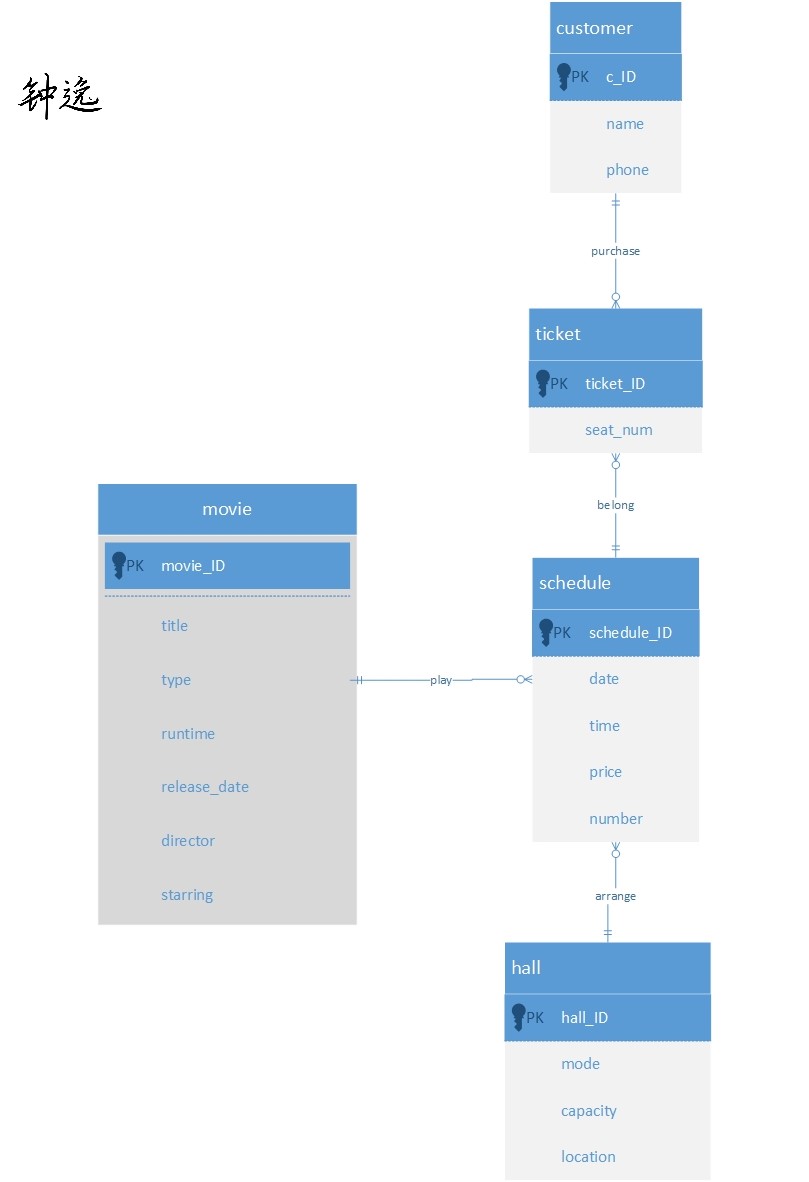 钟逸
customer
PK c_ID
name
phone
purchase
ticket
PK ticket_ID
seat_num
belong
movie
PK movie_ID
title
type
runtime
release_date
director
starring
play
schedule
PK schedule_ID
date
time
price
number
arrange
hall
PK hall_ID
mode
capacity
location